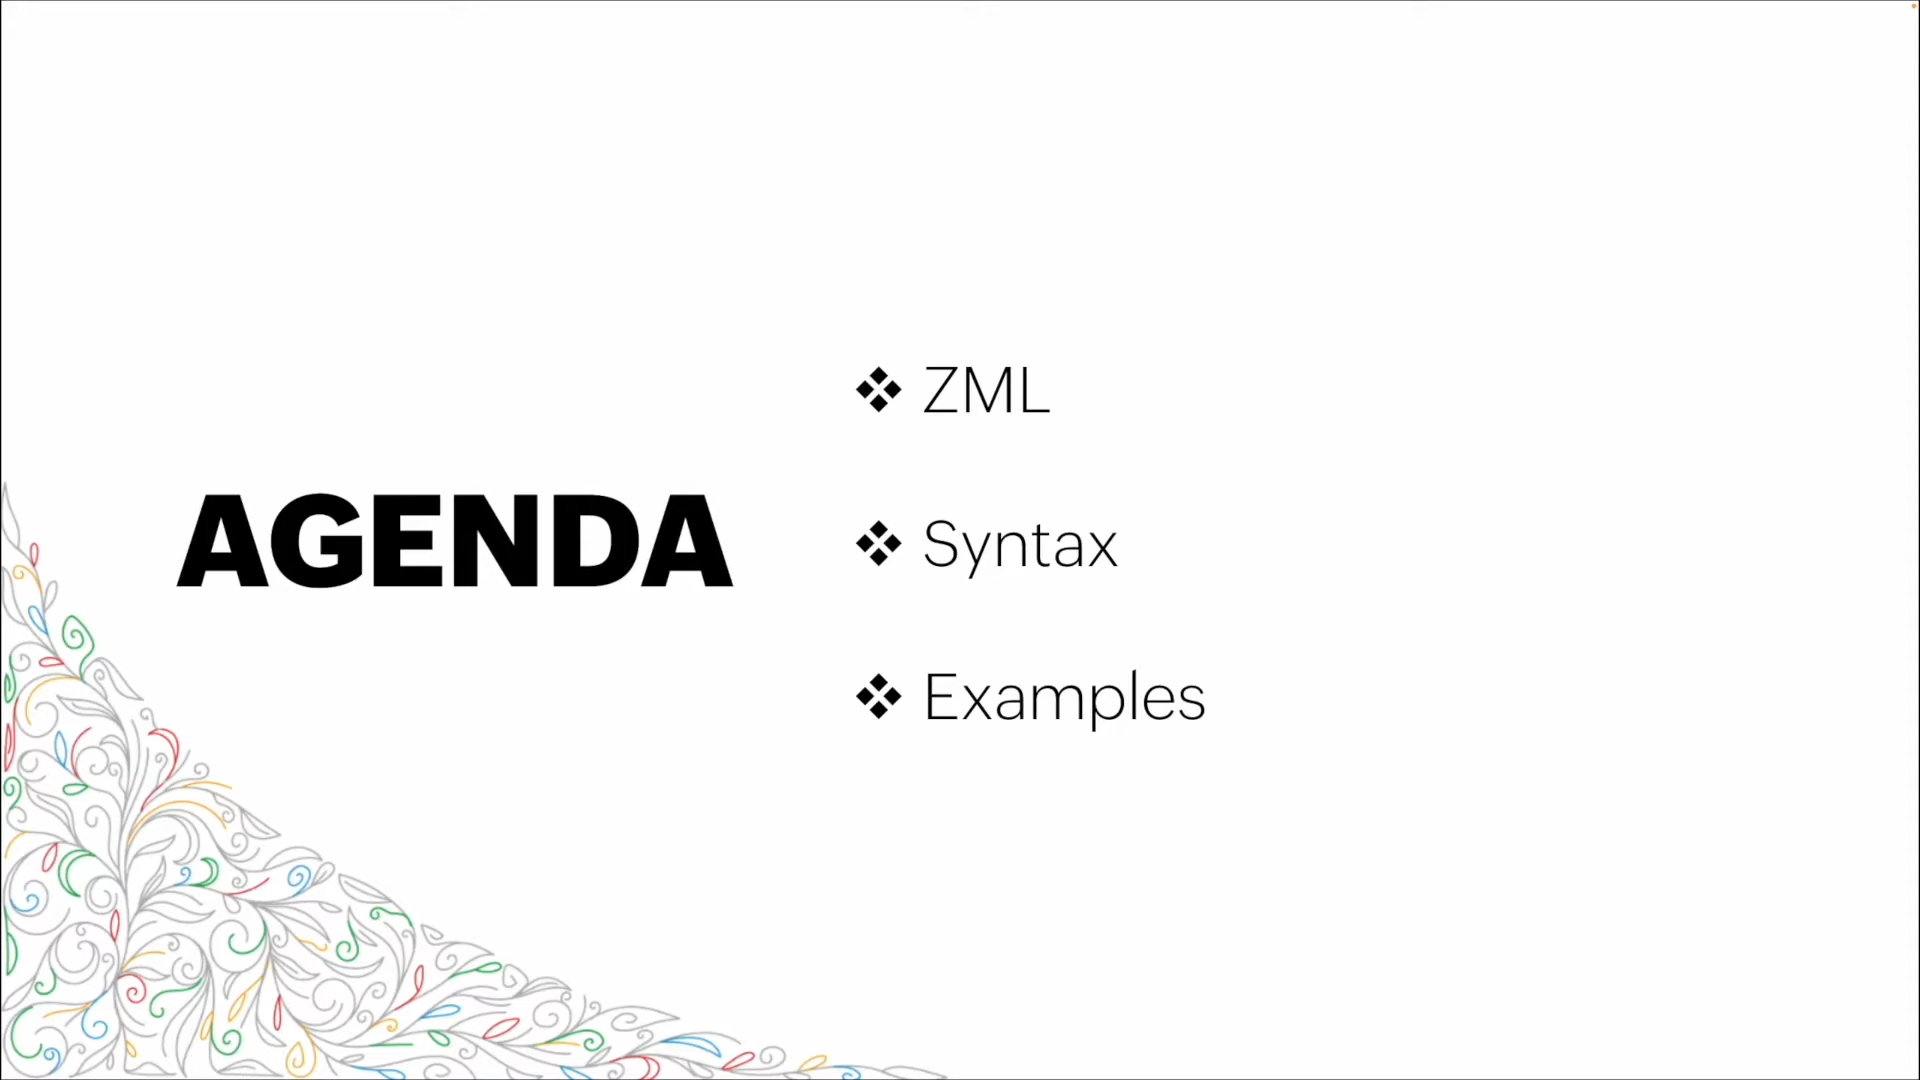 AGENDA
❖ ZML
❖ Syntax
❖ Examples